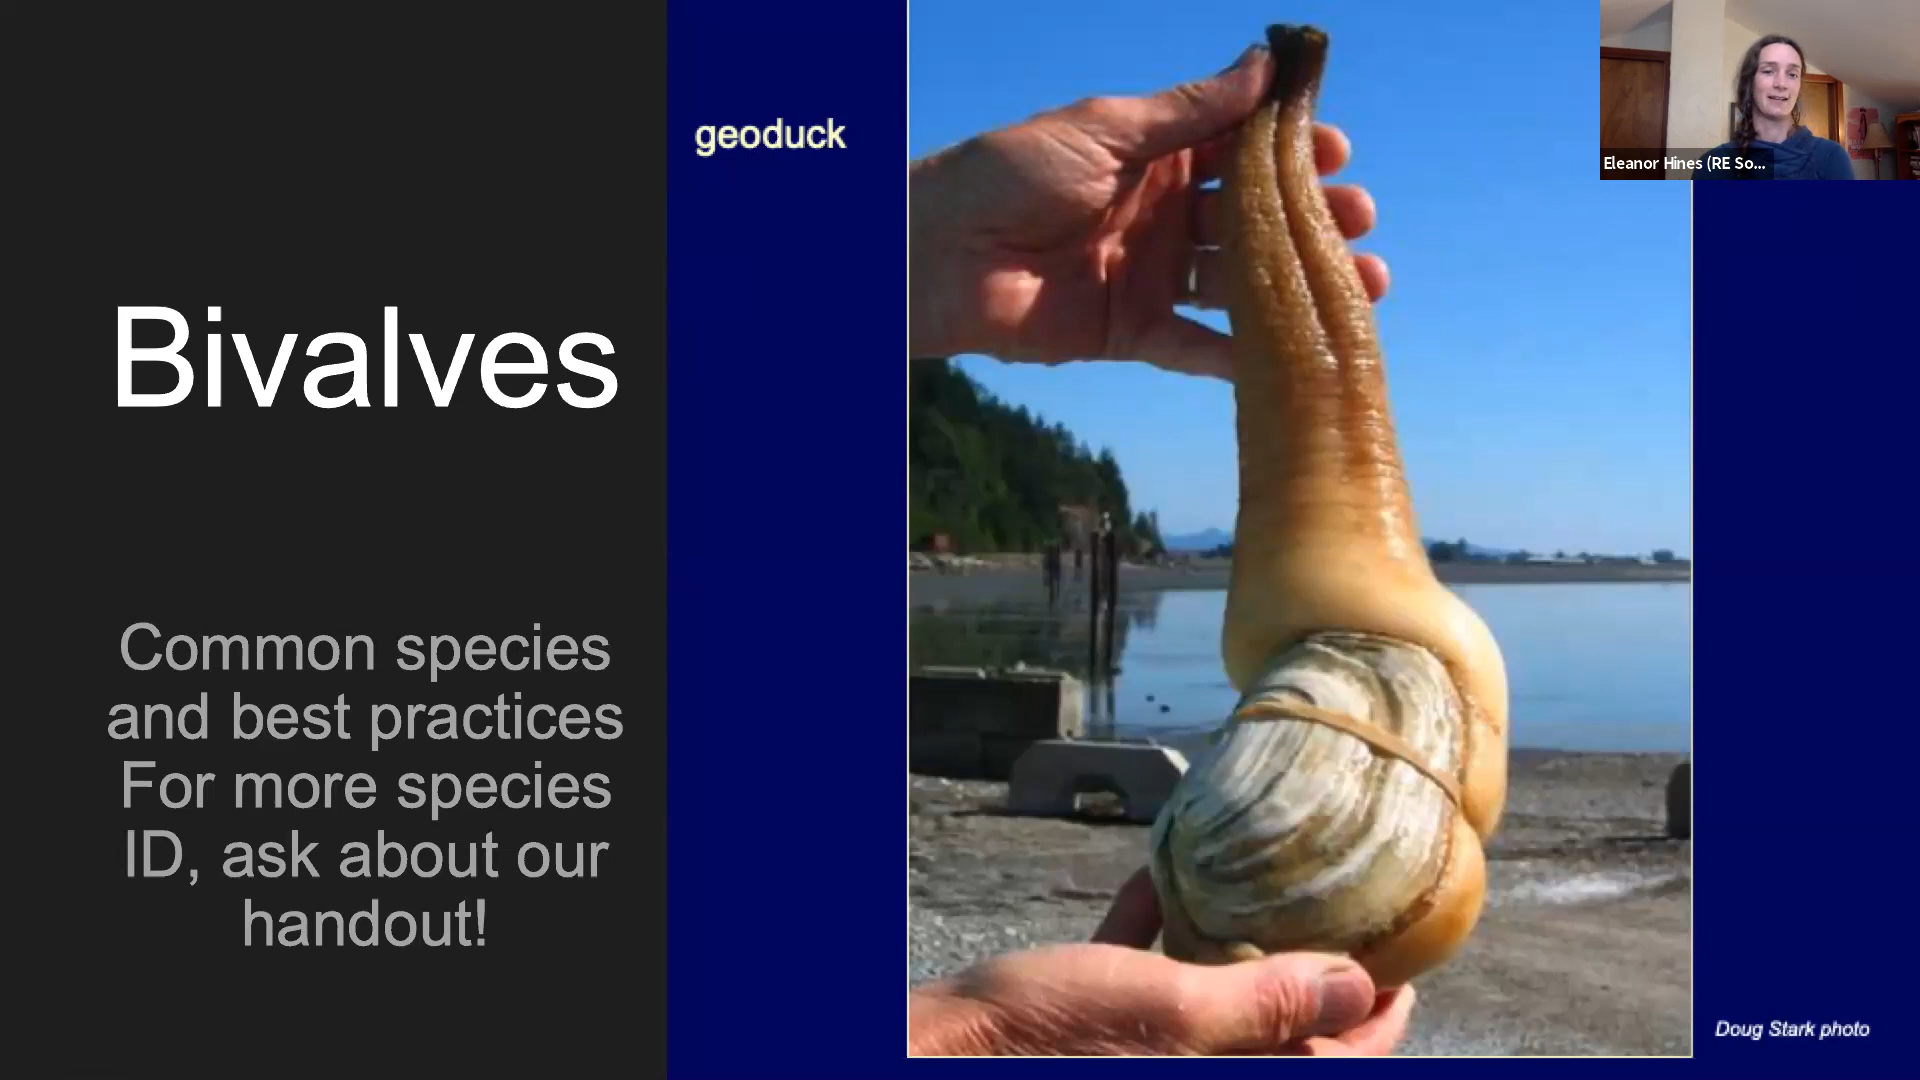 Bivalves
Common species
and best practices
For more species
ID, ask about our
handout!
geoduck
Eleanor Hines (RE So...
Doug Stark photo